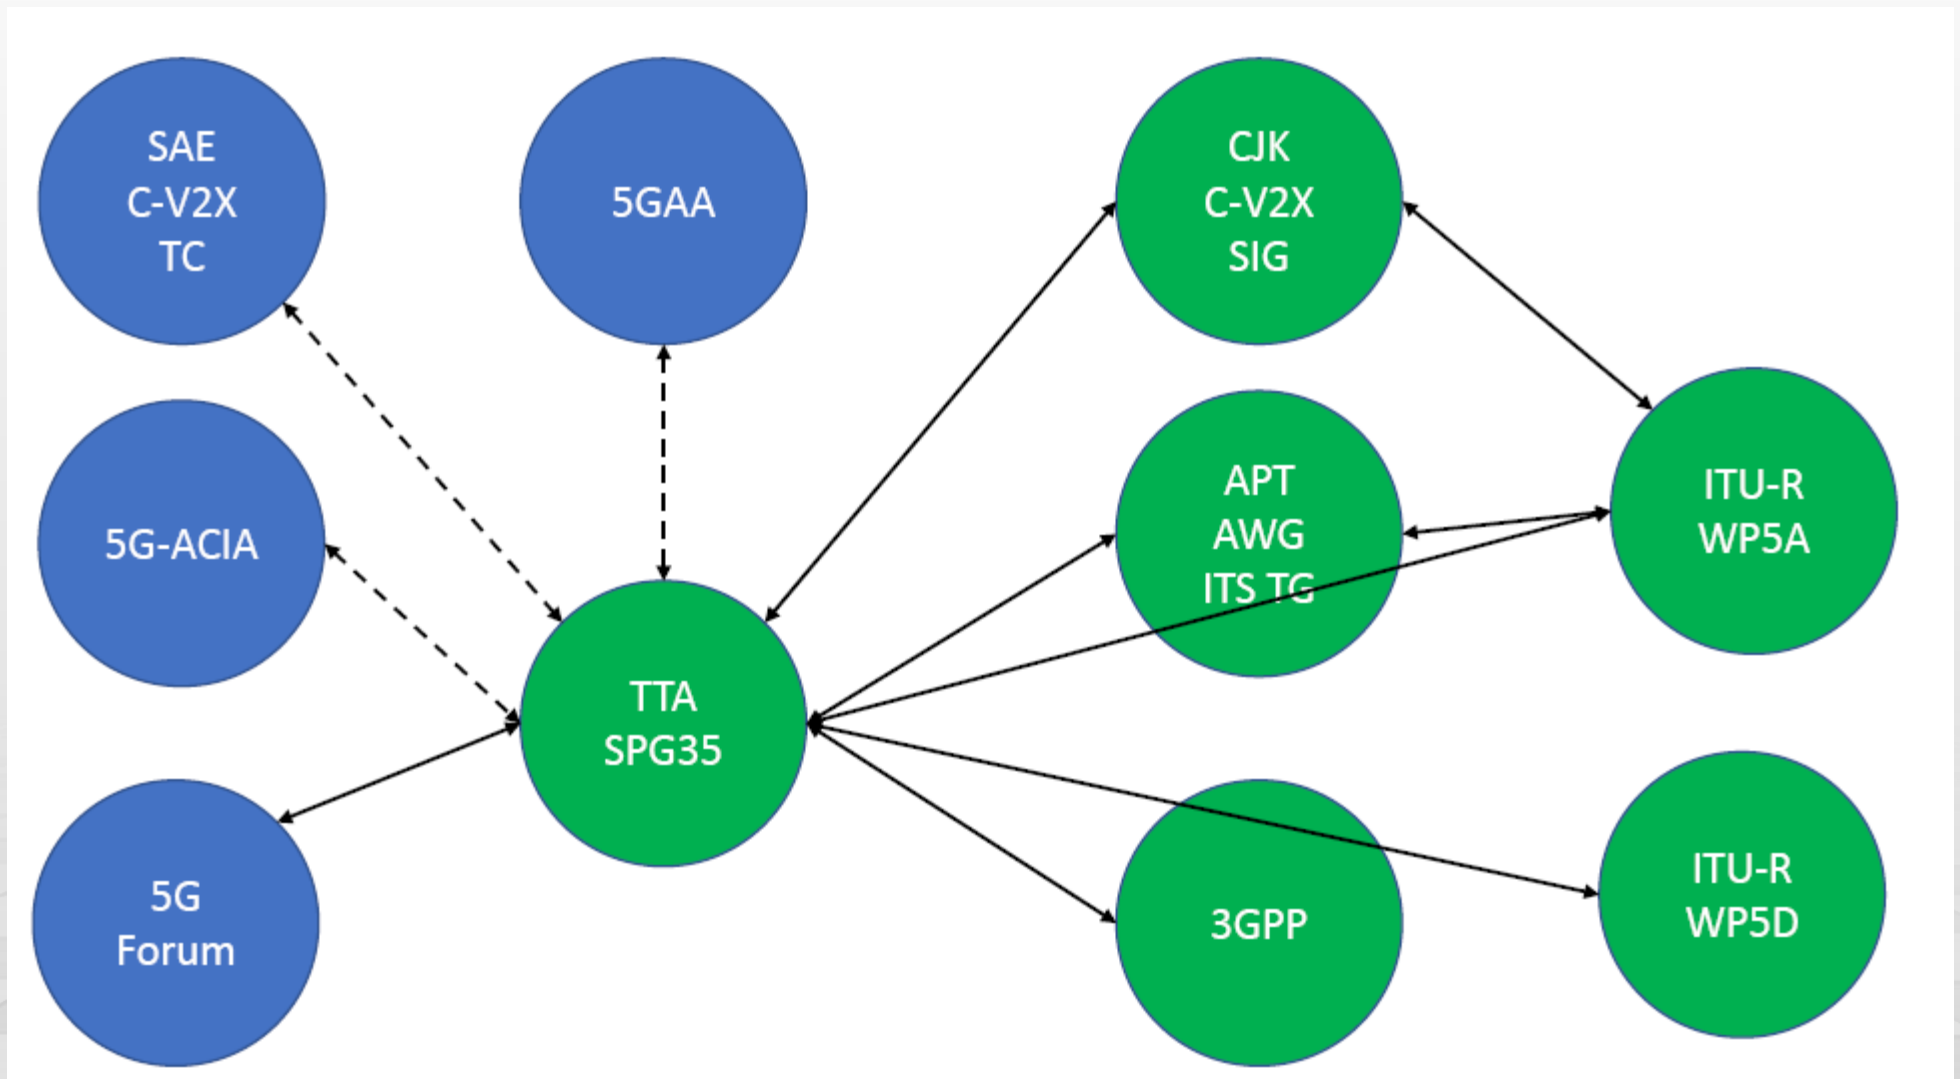 SAE
C-V2X
TC
5GAA
CJK
C-V2X
SIG
5G-ACIA
APT
AWG
ITS TG
ITU-R
WP5A
TTA
SPG35
5G
Forum
3GPP
ITU-R
WP5D